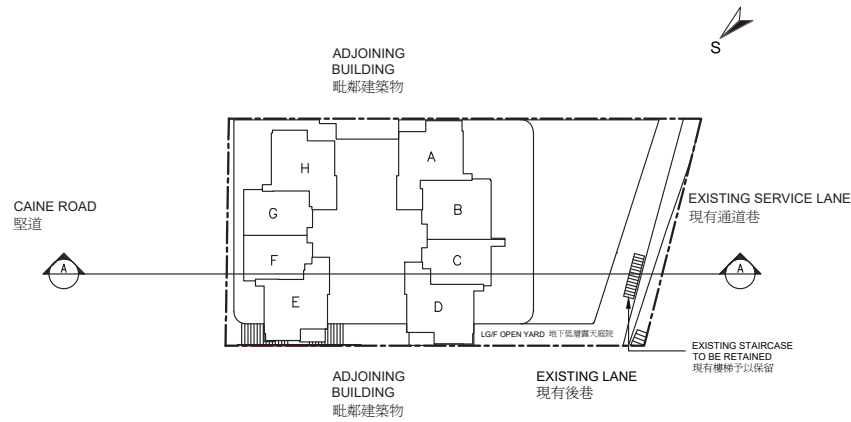 S
ADJOINING
BUILDING
毗鄰建築物
A
H
B
G
CAINE ROAD
堅道
EXISTING SERVICE LANE
現有通道巷
F
C
A
A
E
D
LG/F OPEN YARD 地下低層露天庭院
EXISTING STAIRCASE
TO BE RETAINED
現有樓梯予以保留
ADJOINING
BUILDING
毗鄰建築物
EXISTING LANE
現有後巷